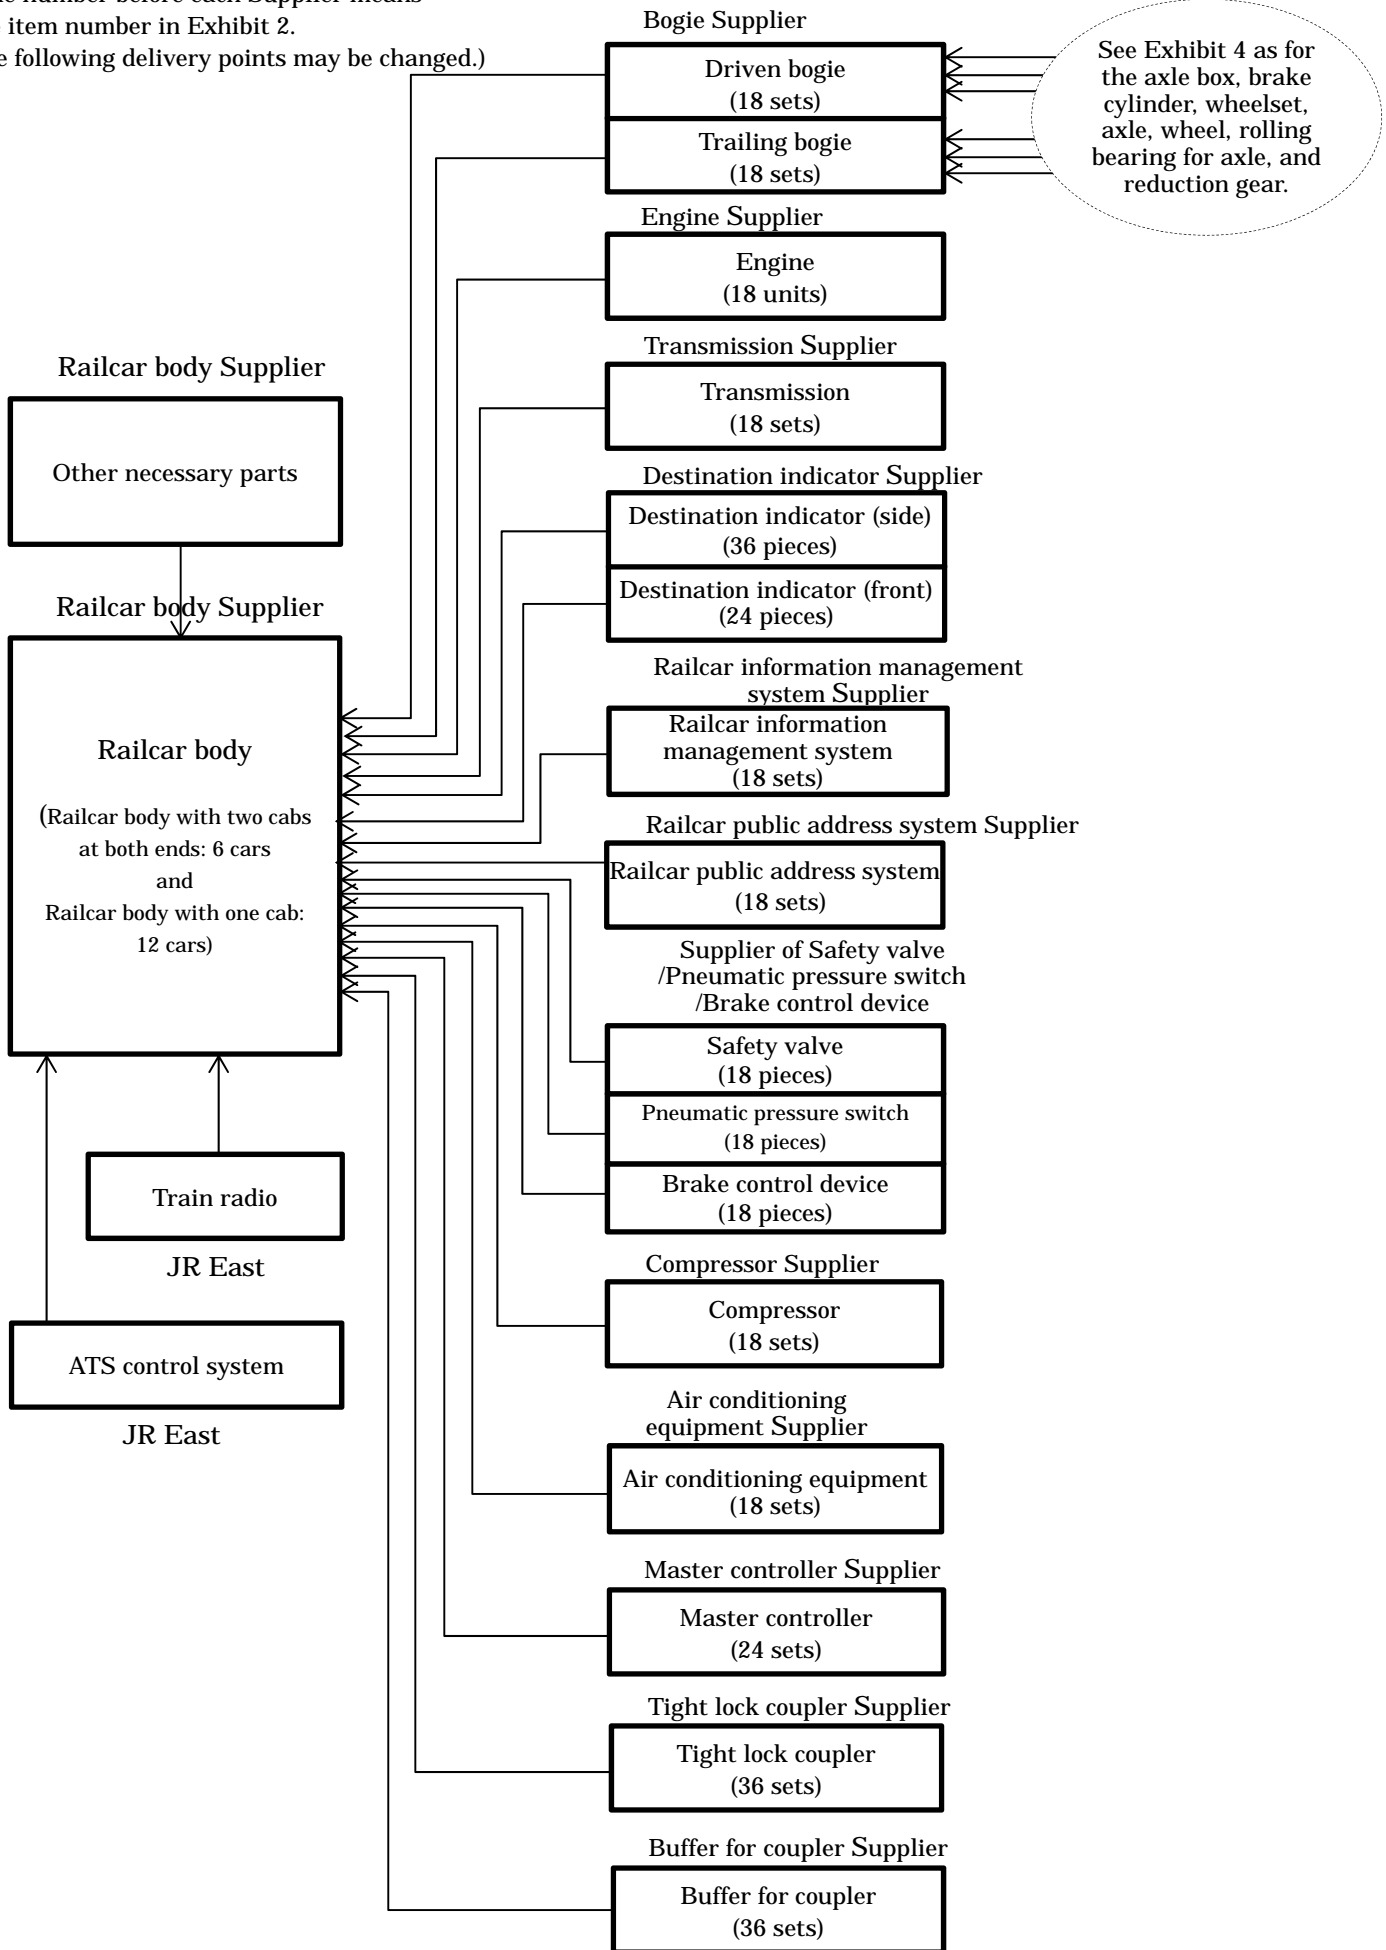 number before each Supplier means
item number in Exhibit 2.
following delivery points may be changed.)
Bogie Supplier
Driven bogie
(18 sets)
Trailing bogie
(18 sets)
See Exhibit 4 as for
the axle box, brake
cylinder, wheelset,
axle, wheel, rolling
bearing for axle, and
reduction gear.
Engine Supplier
Engine
(18 units)
Transmission Supplier
Transmission
(18 sets)
Railcar body Supplier
Other necessary parts
Destination indicator Supplier
Destination indicator (side)
(36 pieces)
Destination indicator (front)
(24 pieces)
Railcar body Supplier
Railcar body
(Railcar body with two cabs
at both ends: 6 cars
and
Railcar body with one cab:
12 cars)
Railcar information management
system Supplier
Railcar information
management system
(18 sets)
Railcar public address system Supplier
Railcar public address system
(18 sets)
Supplier of Safety valve
/Pneumatic pressure switch
/Brake control device
Safety valve
(18 pieces)
Pneumatic pressure switch
(18 pieces)
Brake control device
(18 pieces)
Train radio
JR East
ATS control system
JR East
Compressor Supplier
Compressor
(18 sets)
Air conditioning
equipment Supplier
Air conditioning equipment
(18 sets)
Master controller Supplier
Master controller
(24 sets)
Tight lock coupler Supplier
Tight lock coupler
(36 sets)
Buffer for coupler Supplier
Buffer for coupler
(36 sets)